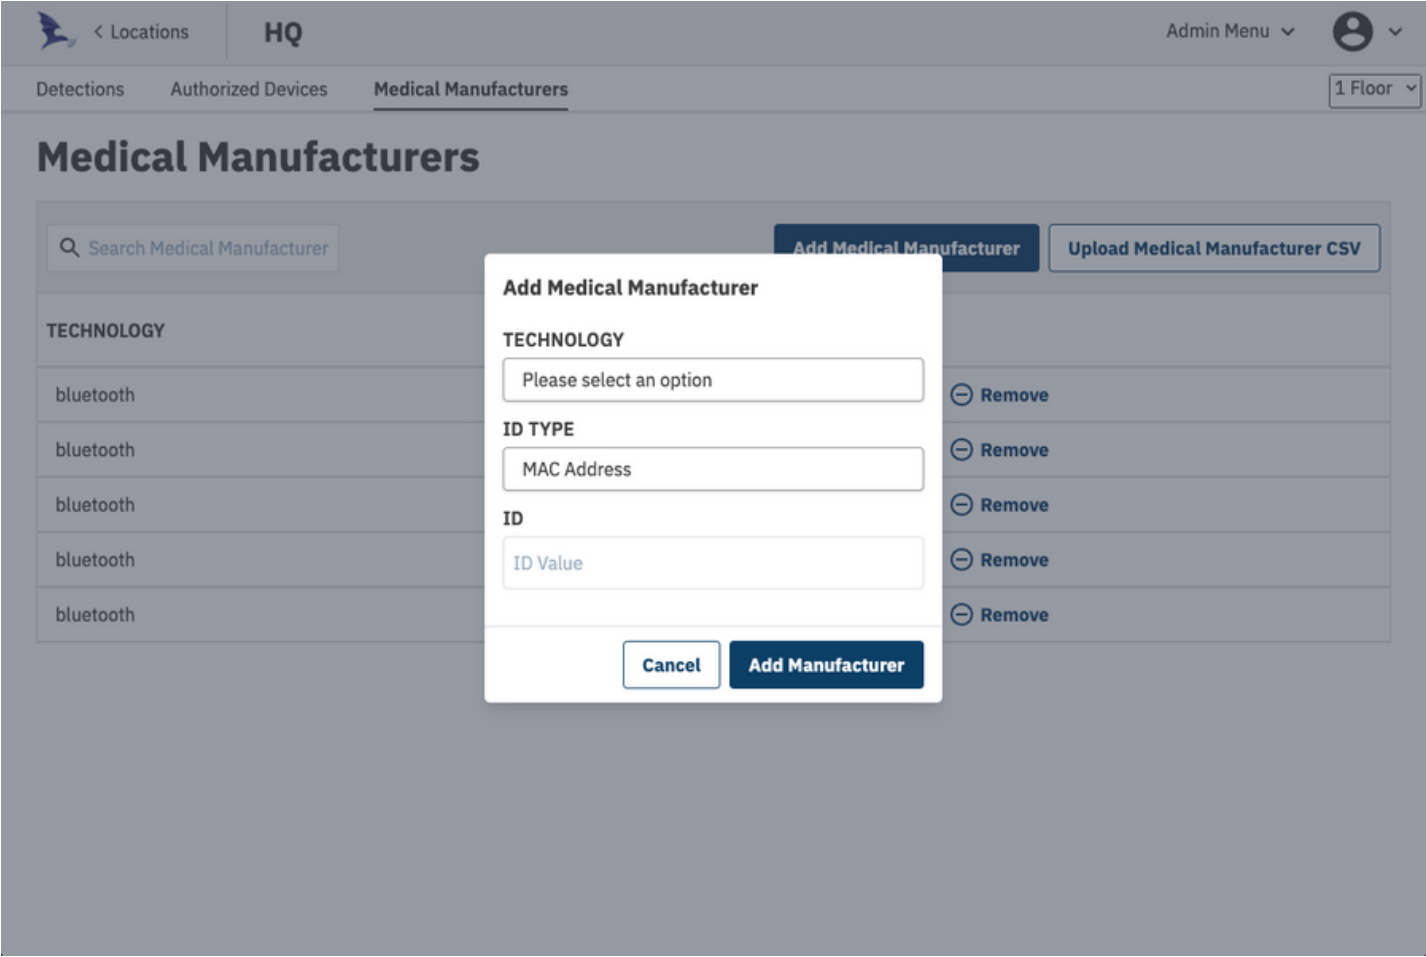 Locations
HQ
Admin Menu
Detections
Authorized Devices
Medical Manufacturers
1 Floor
Medical Manufacturers
Search Medical Manufacturer
Add Medical Manufacturer
Upload Medical Manufacturer CSV
Add Medical Manufacturer
TECHNOLOGY
TECHNOLOGY
Please select an option
bluetooth
Remove
ID TYPE
bluetooth
Remove
MAC Address
bluetooth
Remove
ID
bluetooth
Remove
ID Value
bluetooth
Remove
Cancel
Add Manufacturer